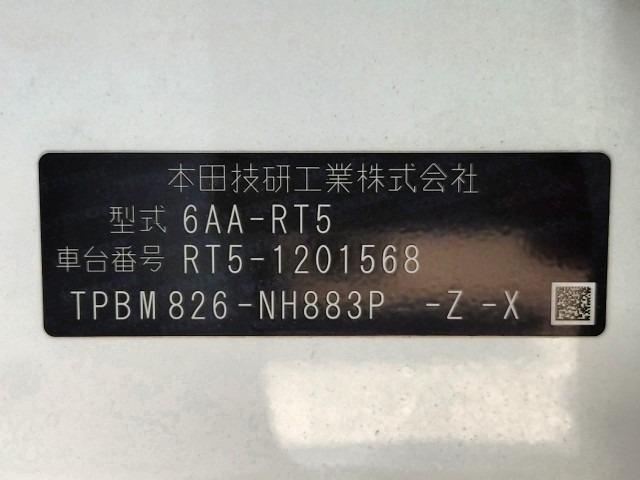 本田技研工業株式会社
型式 6AA-RT5
車台番号 RT5-1201568
TPBM826-NH883P -Z-X